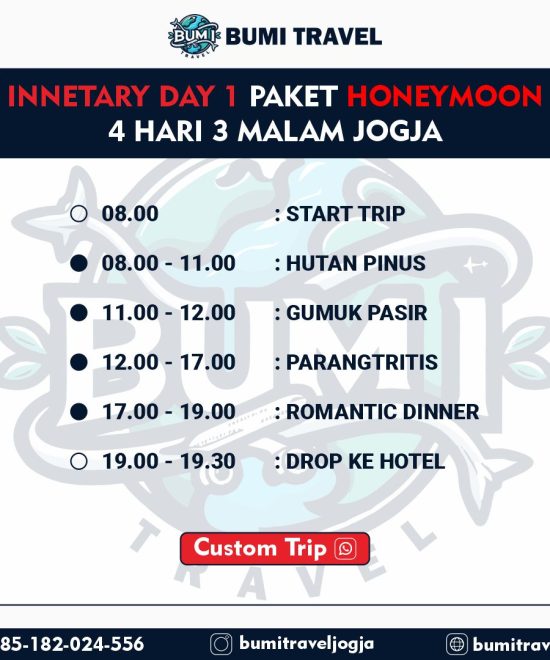 BUMI
TRAVEL
BUMI TRAVEL
INNETARY DAY 1 PAKET HONEYMOON
4 HARI 3 MALAM JOGJA
08.00 : START TRIP
08.00 - 11.00 : HUTAN PINUS
11.00 - 12.00 : GUMUK PASIR
12.00 - 17.00 : PARANGTRITIS
17.00 - 19.00 : ROMANTIC DINNER
19.00 - 19.30 : DROP KE HOTEL
BUMI
TRAVEL
Custom Trip
85-182-024-556 bumitraveljogja bumitrav